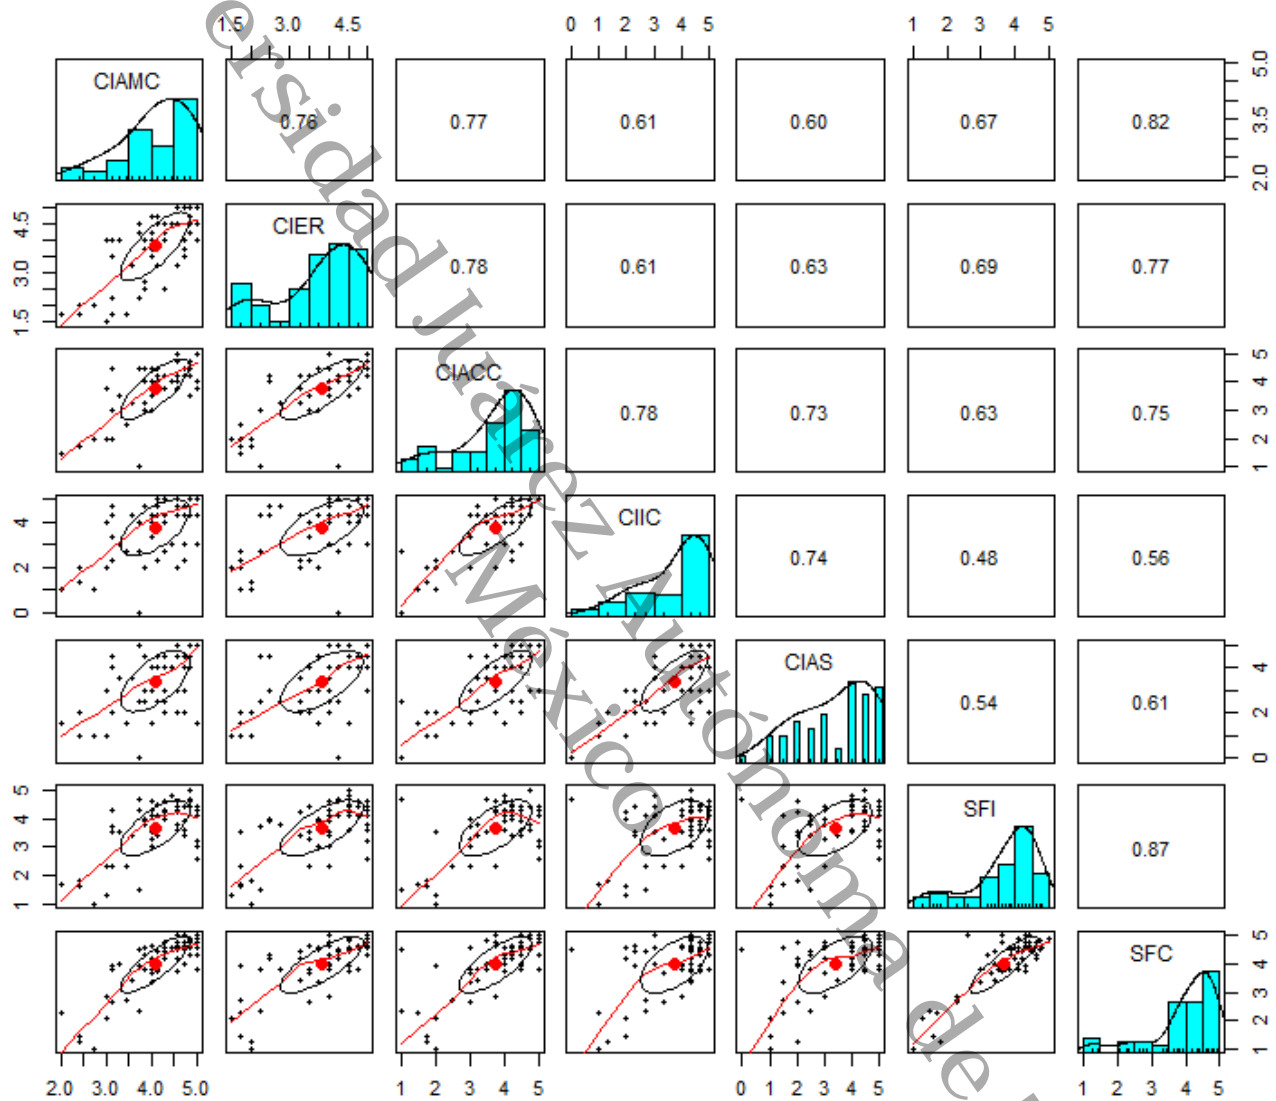 1.5 3.0 4.5 0 1 2 3 4 5 1 2 3 4 5
CIAMC 0.76 0.77 0.61 0.60 0.67 0.82 2.0 3.5 5.0
1.5 3.0 4.5 CIER 0.78 0.61 0.63 0.69 0.77
CIACC 0.78 0.73 0.63 0.75 1 2 3 4 5
0 2 4 CIIC 0.74 0.48 0.56
CIAS 0.54 0.61 0 2 4
1 2 3 4 5 SFI 0.87
SFC 1 2 3 4 5
2.0 3.0 4.0 5.0 1 2 3 4 5 0 1 2 3 4 5 1 2 3 4 5
ersidad Juárez Autónoma de
México.